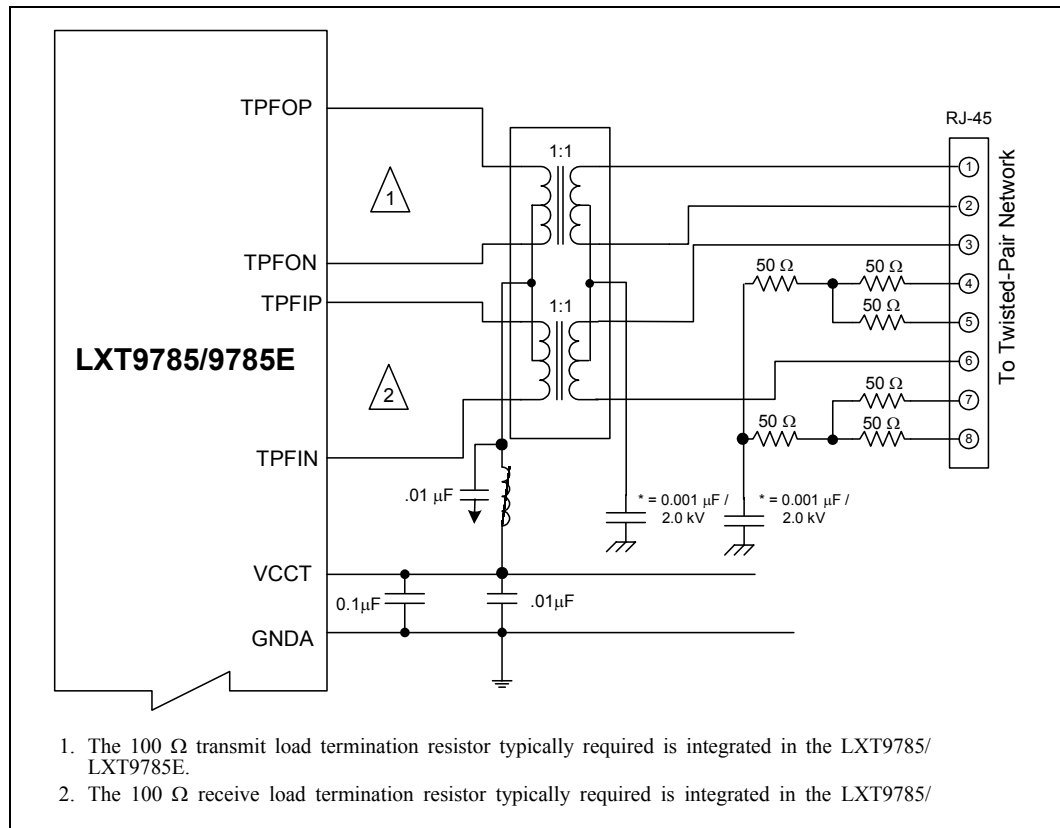 TPFOP
1
TPFON
TPFIP
LXT9785/9785E
2
TPFIN
VCCT
GNDA
1:1
1:1
RJ-45
1
2
3
4
5
6
7
8
To Twisted-Pair Network
50 Ω
50 Ω
50 Ω
50 Ω
50 Ω
50 Ω
.01 µF
* = 0.001 µF /
2.0 kV
* = 0.001 µF /
2.0 kV
0.1µF
.01µF
1. The 100 Ω transmit load termination resistor typically required is integrated in the LXT9785/
LXT9785E.
2. The 100 Ω receive load termination resistor typically required is integrated in the LXT9785/